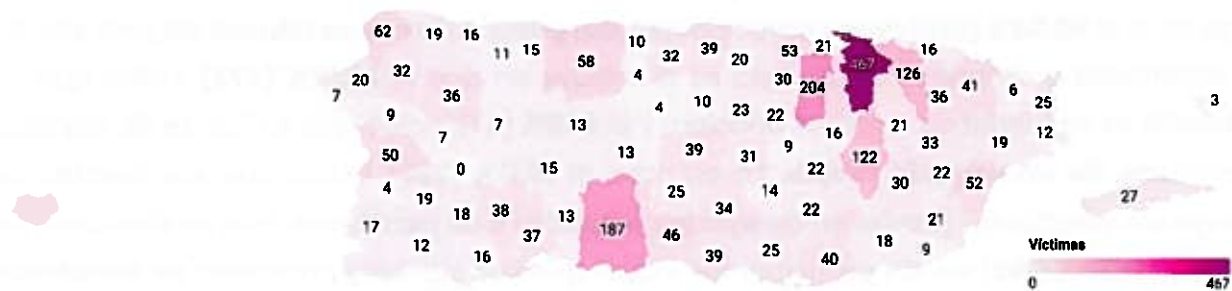 62 19 16 11 15 58 10 32 39 20 53 21 467 16
20 32 4 30 204 126 41 6
7 36 4 10 23 22 36 25 3
9 7 7 13 16 21 12
50 0 15 13 39 31 9 22 122 33 19
4 19 25 14 30 22 52 27
17 18 38 13 187 34 22 21
12 37 46 18 9
16 39 25 40
Víctimas
0 467